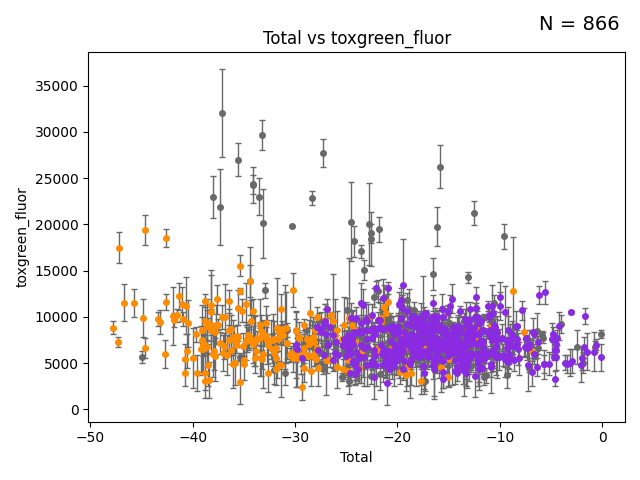 N = 866
Total vs toxgreen_fluor
toxgreen_fluor
35000
30000
25000
20000
15000
10000
5000
0
−50 −40 −30 −20 −10 0
Total